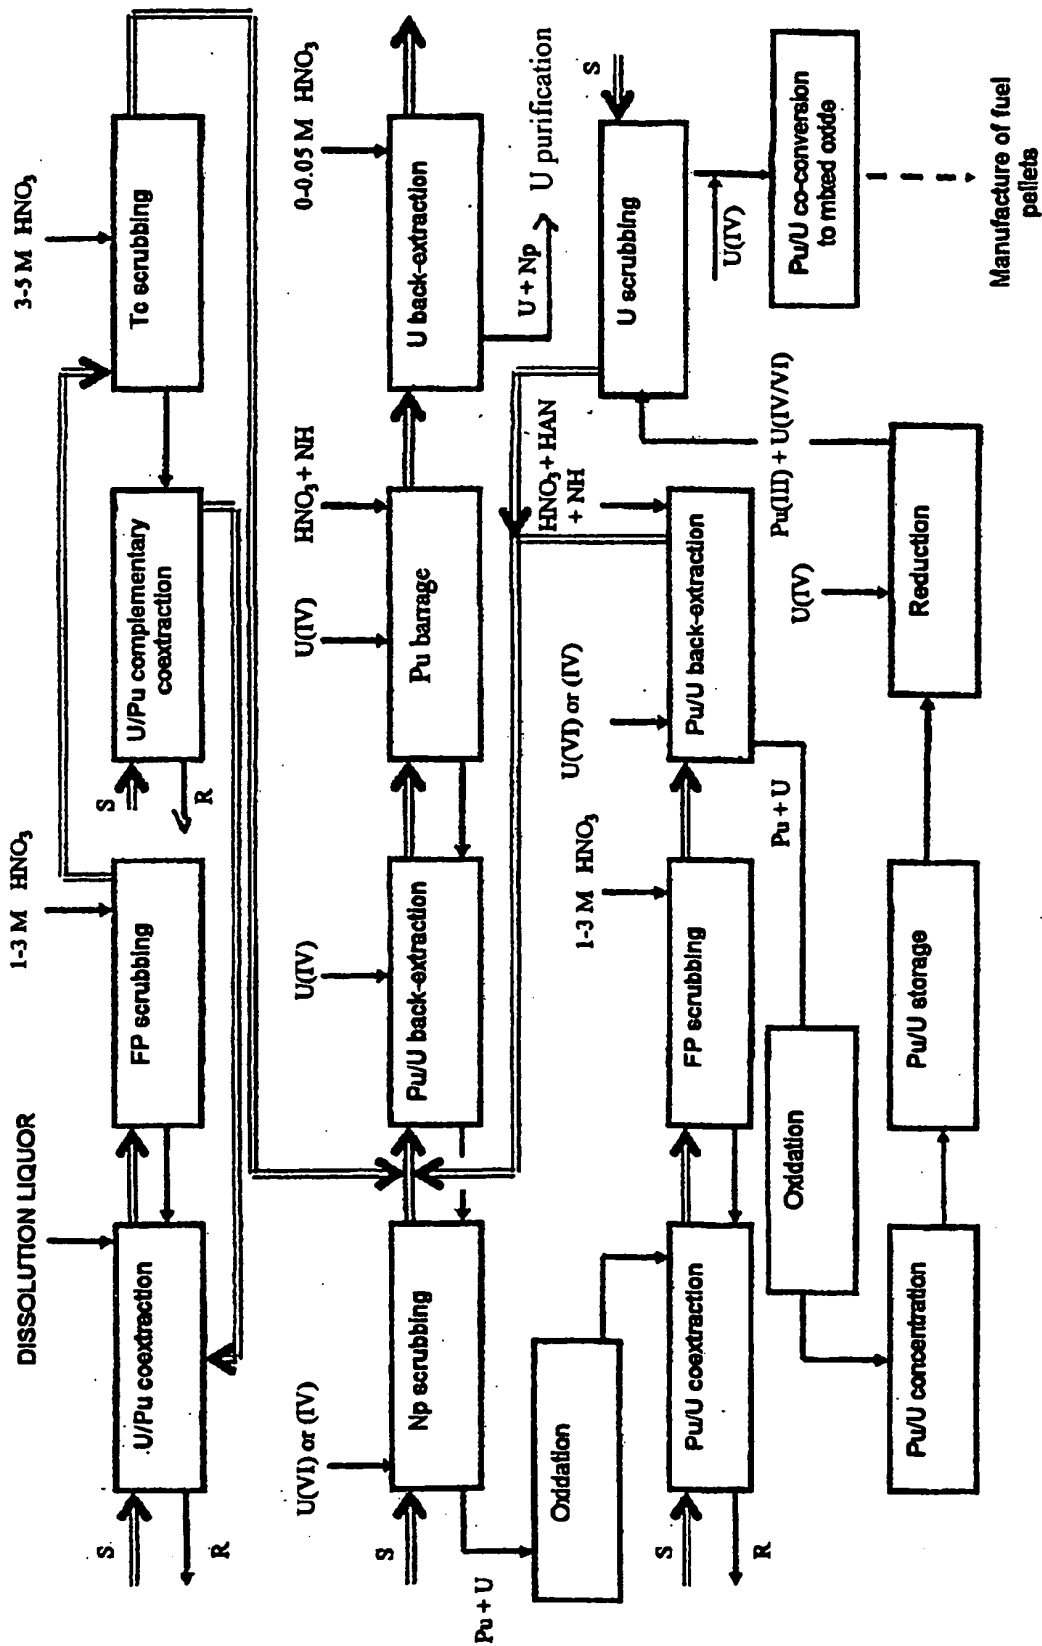 DISSOLUTION LIQUOR
1-3 M HNO₃
3-5 M HNO₃
S
U/Pu coextraction
FP scrubbing
S
U/Pu complementary
coextraction
Tc scrubbing
R
R
U(VI) or (IV)
U(IV)
U(IV)
HNO₃ + NH
0-0.05 M HNO₃
S
Np scrubbing
Pu/U back-extraction
Pu barrage
U back-extraction
Pu + U
U + Np
U purification
Oxidation
1-3 M HNO₃
U(VI) or (IV)
HNO₃ + HAN
+ NH
S
U scrubbing
S
Pu/U coextraction
FP scrubbing
Pu/U back-extraction
R
Pu + U
U(IV)
Oxidation
Pu(III) + U(IV/VI)
U(IV)
Pu/U co-conversion
to mixed oxide
Pu/U concentration
Pu/U storage
Reduction
Manufacture of fuel
pellets